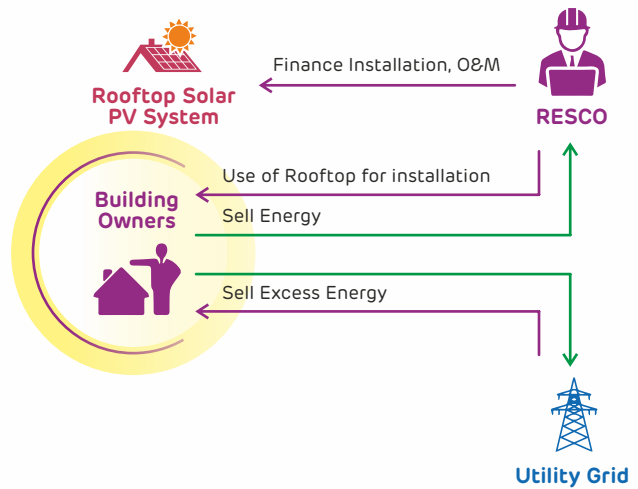 Finance Installation, O&M
Rooftop Solar
PV System
RESCO
Use of Rooftop for installation
Building
Owners
Sell Energy
Sell Excess Energy
Utility Grid